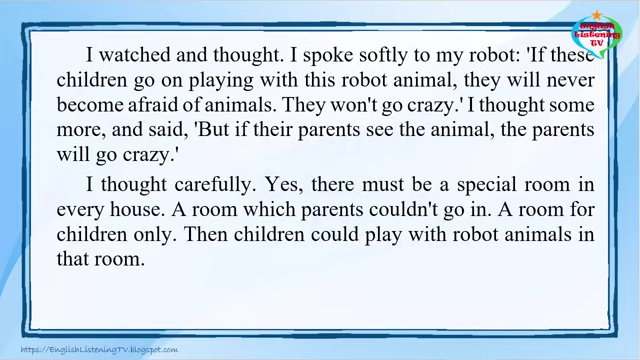 English
Listening
TV
I watched and thought. I spoke softly to my robot: 'If these
children go on playing with this robot animal, they will never
become afraid of animals. They won't go crazy.' I thought some
more, and said, 'But if their parents see the animal, the parents
will go crazy.'
I thought carefully. Yes, there must be a special room in
every house. A room which parents couldn't go in. A room for
children only. Then children could play with robot animals in
that room.
https://EnglishListeningTV.blogspot.com